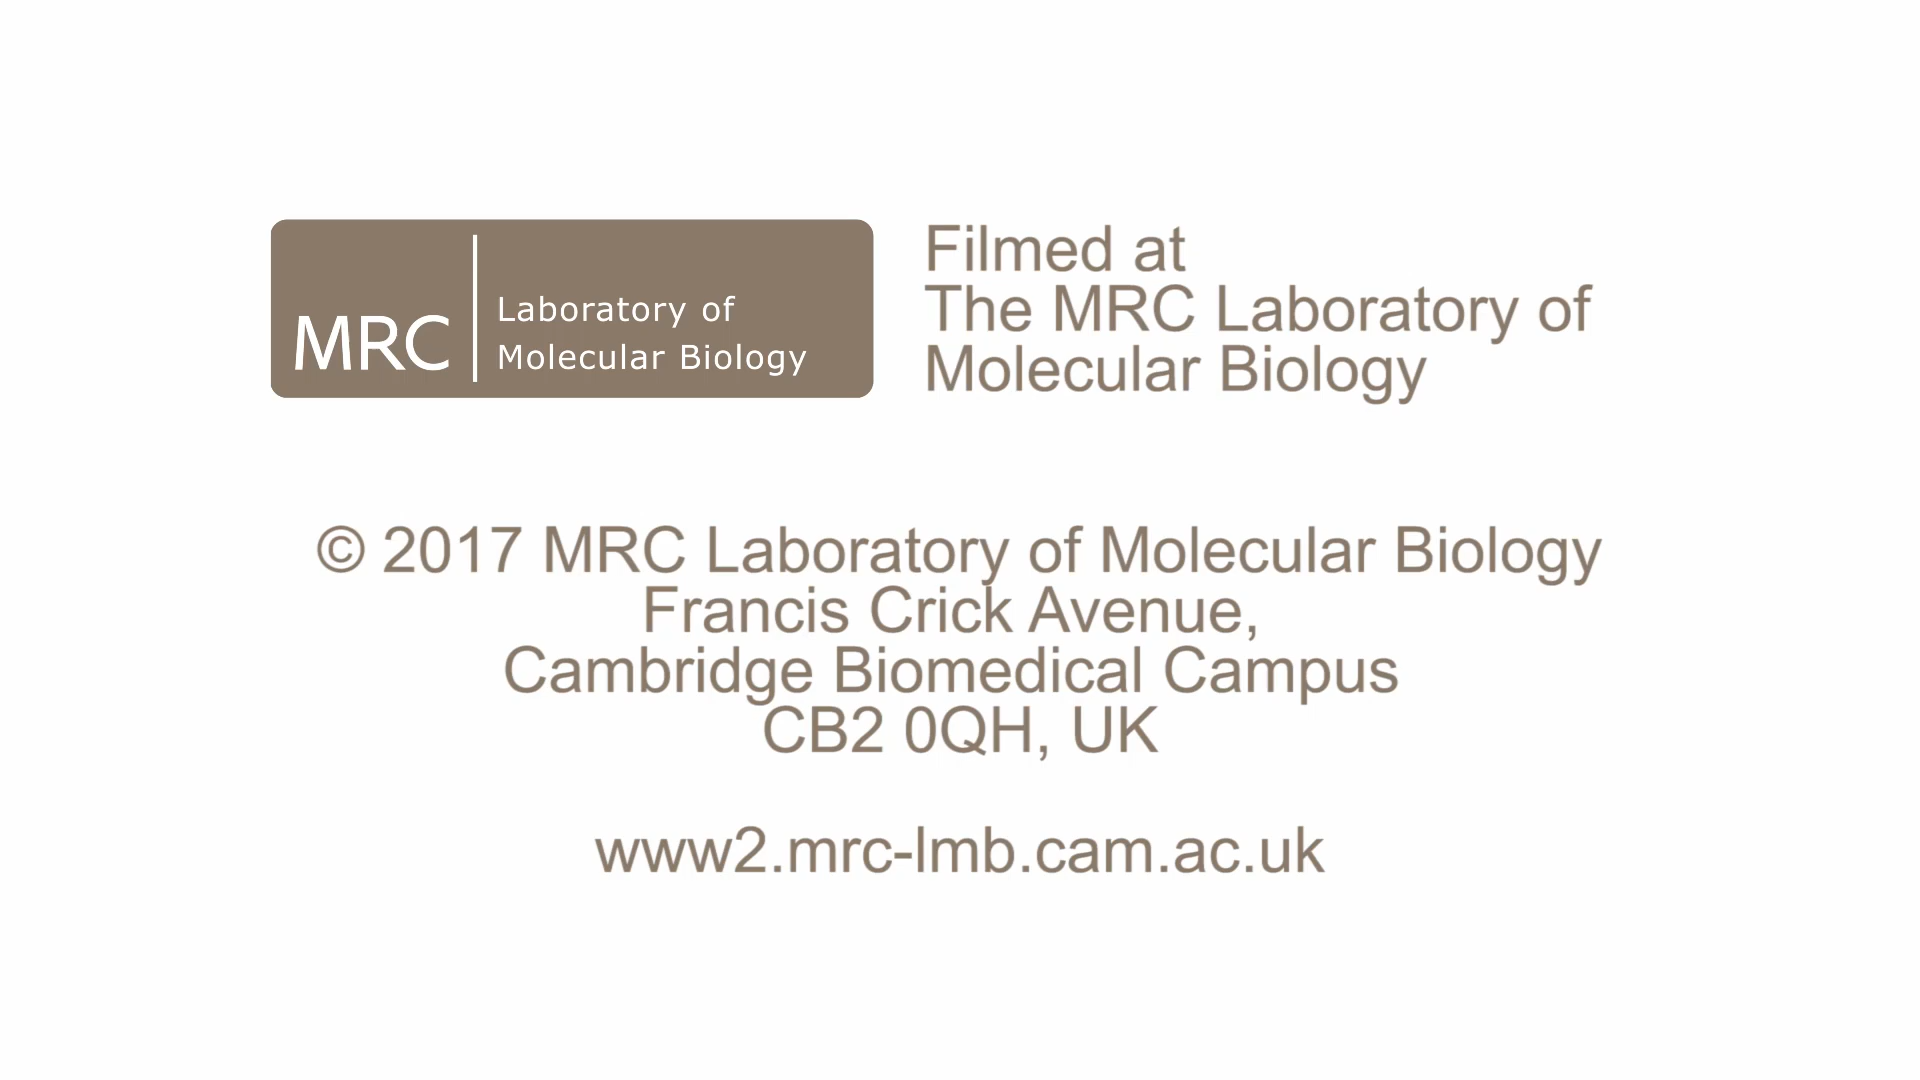 MRC
Laboratory of
Molecular Biology
Filmed at
The MRC Laboratory of
Molecular Biology
© 2017 MRC Laboratory of Molecular Biology
Francis Crick Avenue,
Cambridge Biomedical Campus
CB2 0QH, UK
www2.mrc-lmb.cam.ac.uk